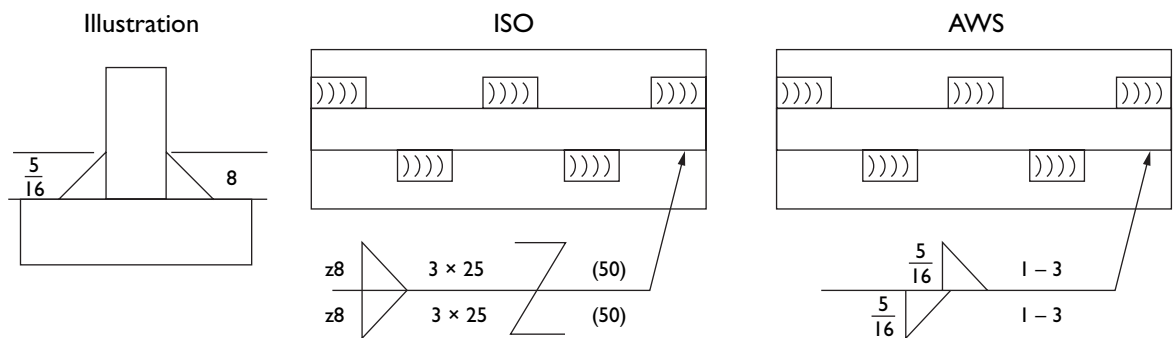 Illustration
ISO
AWS
5/16
8
z8 3 × 25 (50)
z8 3 × 25 (50)
5/16 1 – 3
5/16 1 – 3